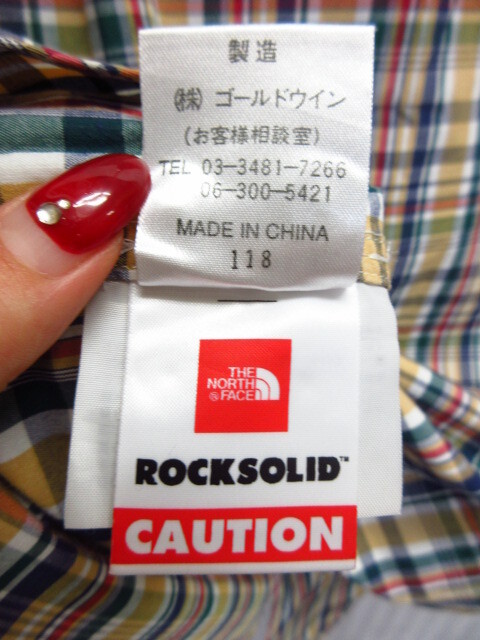 製造
㈱ ゴールドウイン
(お客様相談室)
TEL 03-3481-7266
06-300-5421
MADE IN CHINA
118
THE
NORTH
FACE
ROCKSOLID™
CAUTION